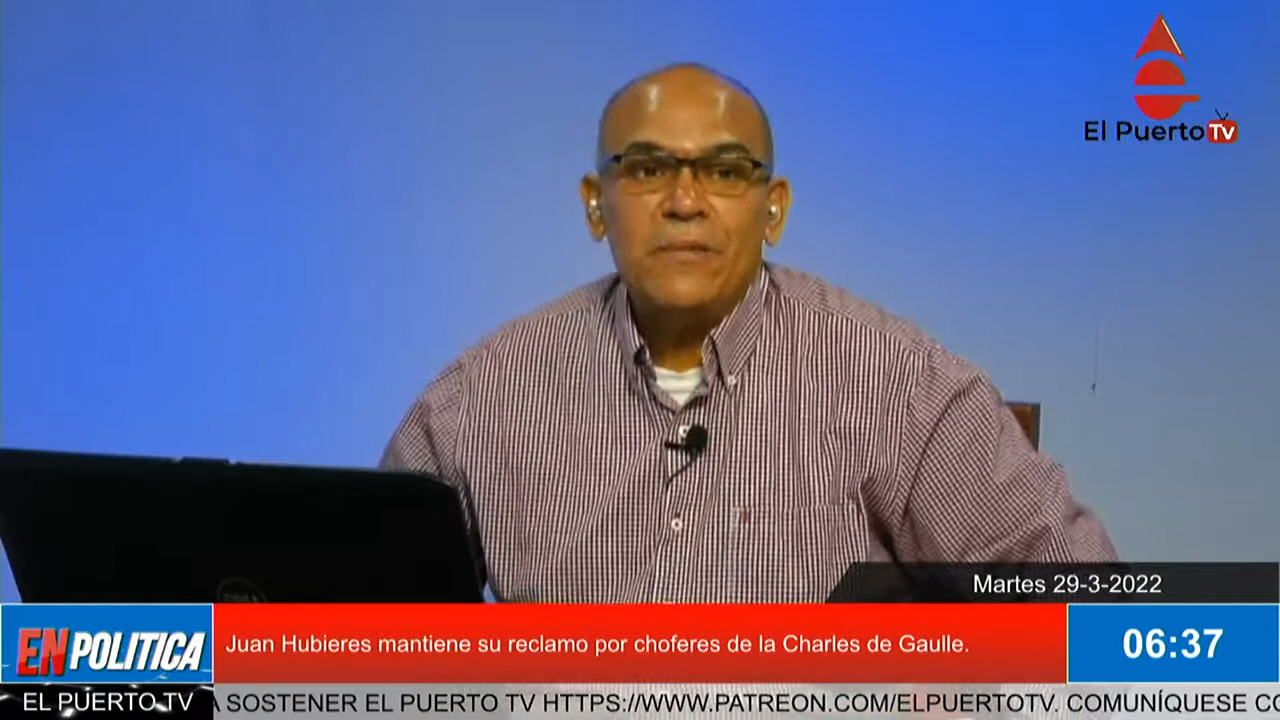 El Puerto Tv
Martes 29-3-2022
EN POLITICA
Juan Hubieres mantiene su reclamo por choferes de la Charles de Gaulle.
06:37
EL PUERTO TV
A SOSTENER EL PUERTO TV HTTPS://WWW.PATREON.COM/ELPUERTOTV. COMUNÍQUESE CO